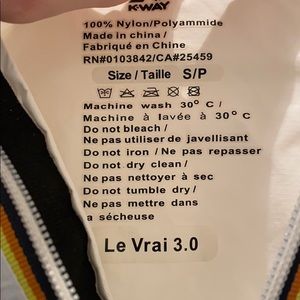 K-WAY
100% Nylon/Polyammide
Made in china /
Fabriqué en Chine
RN#0103842/CA#25459
Size / Taille S/P
Machine wash 30° C /
Machine à lavée à 30° C
Do not bleach /
Ne pas utiliser de javellisant
Do not iron / Ne pas repasser
Do not dry clean /
Ne pas nettoyer à sec
Do not tumble dry /
Ne pas mettre dans
a sécheuse
Le Vrai 3.0